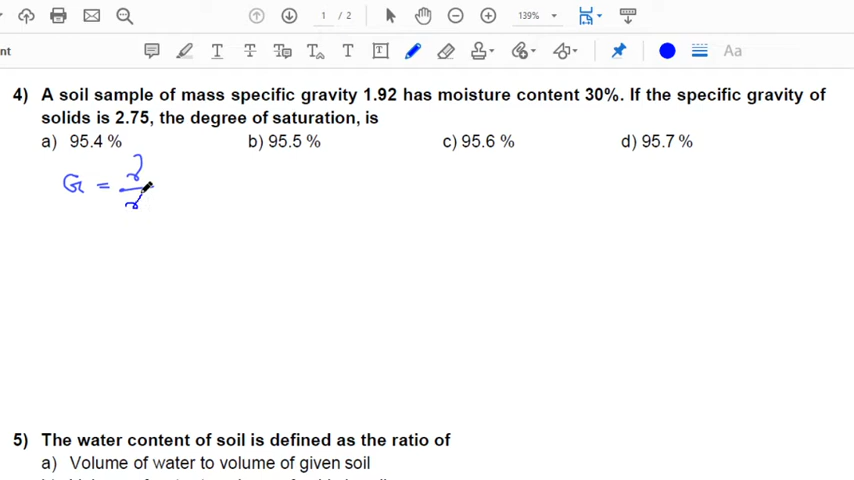 1 / 2
139%
nt
T
T
T
T
T
Aa
4) A soil sample of mass specific gravity 1.92 has moisture content 30%. If the specific gravity of
solids is 2.75, the degree of saturation, is
a) 95.4 % b) 95.5 % c) 95.6 % d) 95.7 %
G =
5) The water content of soil is defined as the ratio of
a) Volume of water to volume of given soil